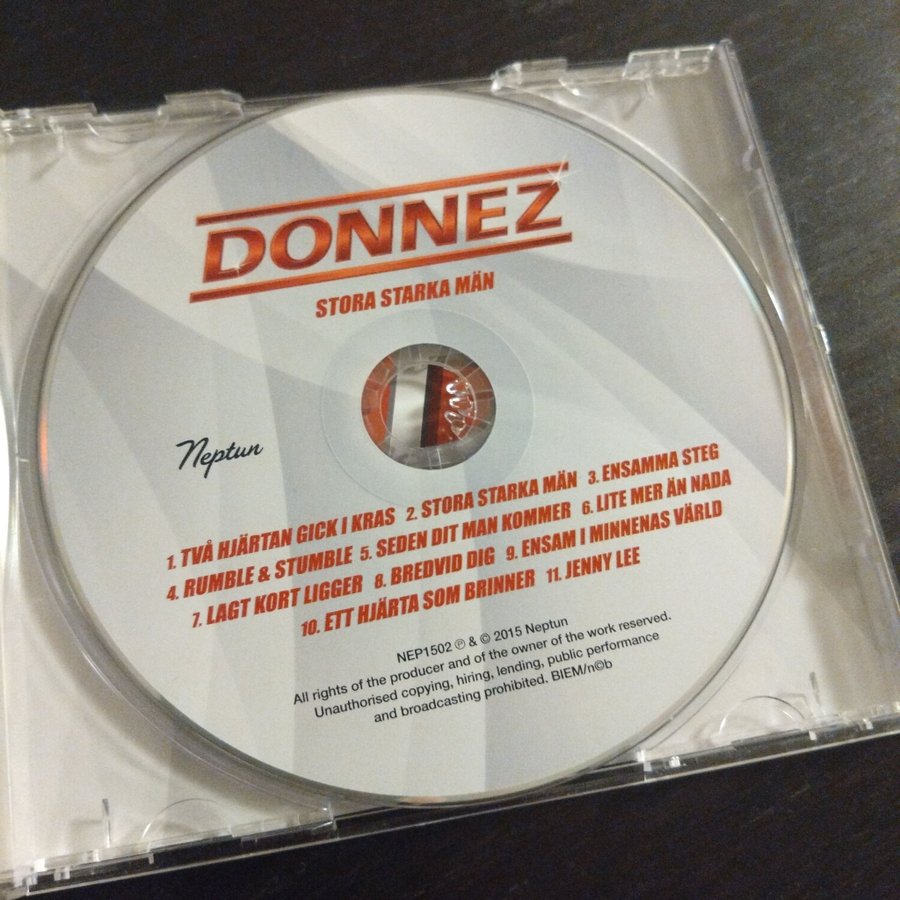 DONNEZ
STORA STARKA MÄN
Neptun
1. TVÅ HJÄRTAN GICK I KRAS 2. STORA STARKA MÄN 3. ENSAMMA STEG
4. RUMBLE & STUMBLE 5. SEDEN DIT MAN KOMMER 6. LITE MER ÄN NADA
7. LAGT KORT LIGGER 8. BREDVID DIG 9. ENSAM I MINNENAS VÄRLD
10. ETT HJÄRTA SOM BRINNER 11. JENNY LEE
NEP1502 ℗ & © 2015 Neptun
All rights of the producer and of the owner of the work reserved.
Unauthorised copying, hiring, lending, public performance
and broadcasting prohibited. BIEM/n©b